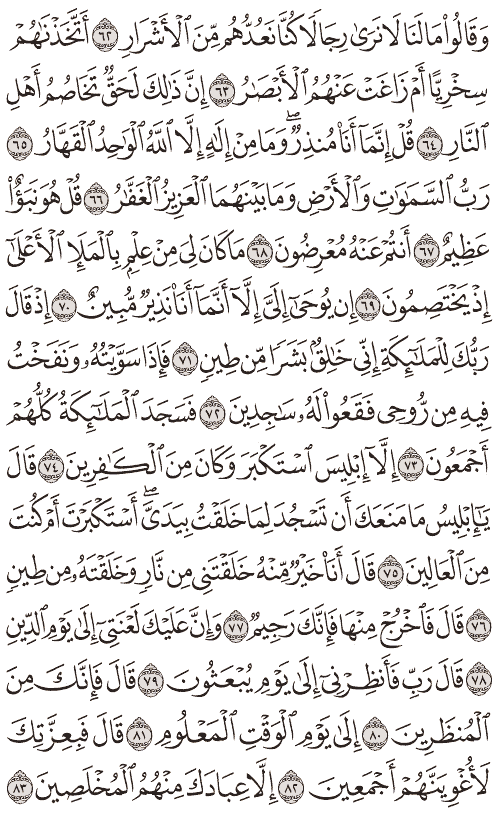 وَقَالُوا۟ مَا لَنَا لَا نَرَىٰ رِجَالًا كُنَّا نَعُدُّهُم مِّنَ ٱلْأَشْرَارِ ٦٢ أَتَّخَذْنَـٰهُمْ
سِخْرِيًّا أَمْ زَاغَتْ عَنْهُمُ ٱلْأَبْصَـٰرُ ٦٣ إِنَّ ذَٰلِكَ لَحَقٌّ تَخَاصُمُ أَهْلِ
ٱلنَّارِ ٦٤ قُلْ إِنَّمَآ أَنَا۠ مُنذِرٌ ۖ وَمَا مِنْ إِلَـٰهٍ إِلَّا ٱللَّهُ ٱلْوَٰحِدُ ٱلْقَهَّارُ ٦٥
رَبُّ ٱلسَّمَـٰوَٰتِ وَٱلْأَرْضِ وَمَا بَيْنَهُمَا ٱلْعَزِيزُ ٱلْغَفَّـٰرُ ٦٦ قُلْ هُوَ نَبَؤٌا۟
عَظِيمٌ ٦٧ أَنتُمْ عَنْهُ مُعْرِضُونَ ٦٨ مَا كَانَ لِىَ مِنْ عِلْمٍۭ بِٱلْمَلَإِ ٱلْأَعْلَىٰٓ
إِذْ يَخْتَصِمُونَ ٦٩ إِن يُوحَىٰٓ إِلَىَّ إِلَّآ أَنَّمَآ أَنَا۠ نَذِيرٌ مُّبِينٌ ٧٠ إِذْ قَالَ
رَبُّكَ لِلْمَلَـٰٓئِكَةِ إِنِّى خَـٰلِقٌۢ بَشَرًا مِّن طِينٍ ٧١ فَإِذَا سَوَّيْتُهُۥ وَنَفَخْتُ
فِيهِ مِن رُّوحِى فَقَعُوا۟ لَهُۥ سَـٰجِدِينَ ٧٢ فَسَجَدَ ٱلْمَلَـٰٓئِكَةُ كُلُّهُمْ
أَجْمَعُونَ ٧٣ إِلَّآ إِبْلِيسَ ٱسْتَكْبَرَ وَكَانَ مِنَ ٱلْكَـٰفِرِينَ ٧٤ قَالَ
يَـٰٓإِبْلِيسُ مَا مَنَعَكَ أَن تَسْجُدَ لِمَا خَلَقْتُ بِيَدَىَّ ۖ أَسْتَكْبَرْتَ أَمْ كُنتَ
مِنَ ٱلْعَالِينَ ٧٥ قَالَ أَنَا۠ خَيْرٌ مِّنْهُ ۖ خَلَقْتَنِى مِن نَّارٍ وَخَلَقْتَهُۥ مِن طِينٍ
٧٦ قَالَ فَٱخْرُجْ مِنْهَا فَإِنَّكَ رَجِيمٌ ٧٧ وَإِنَّ عَلَيْكَ لَعْنَتِىٓ إِلَىٰ يَوْمِ ٱلدِّينِ
٧٨ قَالَ رَبِّ فَأَنظِرْنِىٓ إِلَىٰ يَوْمِ يُبْعَثُونَ ٧٩ قَالَ فَإِنَّكَ مِنَ
ٱلْمُنظَرِينَ ٨٠ إِلَىٰ يَوْمِ ٱلْوَقْتِ ٱلْمَعْلُومِ ٨١ قَالَ فَبِعِزَّتِكَ
لَأُغْوِيَنَّهُمْ أَجْمَعِينَ ٨٢ إِلَّا عِبَادَكَ مِنْهُمُ ٱلْمُخْلَصِينَ ٨٣